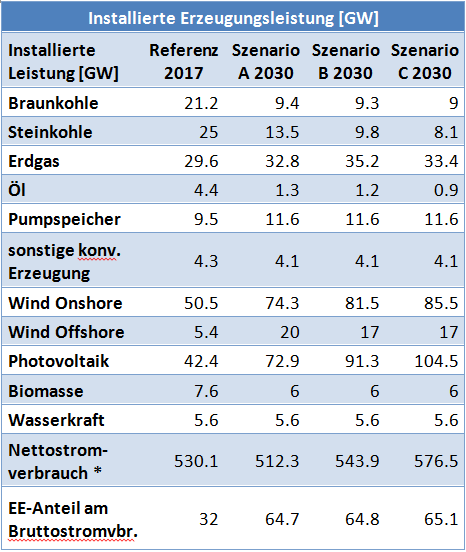 Installierte Erzeugungsleistung [GW]
Installierte Referenz Szenario Szenario Szenario
Leistung [GW] 2017 A 2030 B 2030 C 2030
Braunkohle 21.2 9.4 9.3 9
Steinkohle 25 13.5 9.8 8.1
Erdgas 29.6 32.8 35.2 33.4
Öl 4.4 1.3 1.2 0.9
Pumpspeicher 9.5 11.6 11.6 11.6
sonstige konv.
Erzeugung 4.3 4.1 4.1 4.1
Wind Onshore 50.5 74.3 81.5 85.5
Wind Offshore 5.4 20 17 17
Photovoltaik 42.4 72.9 91.3 104.5
Biomasse 7.6 6 6 6
Wasserkraft 5.6 5.6 5.6 5.6
Nettostrom-
verbrauch * 530.1 512.3 543.9 576.5
EE-Anteil am
Bruttostromvbr. 32 64.7 64.8 65.1